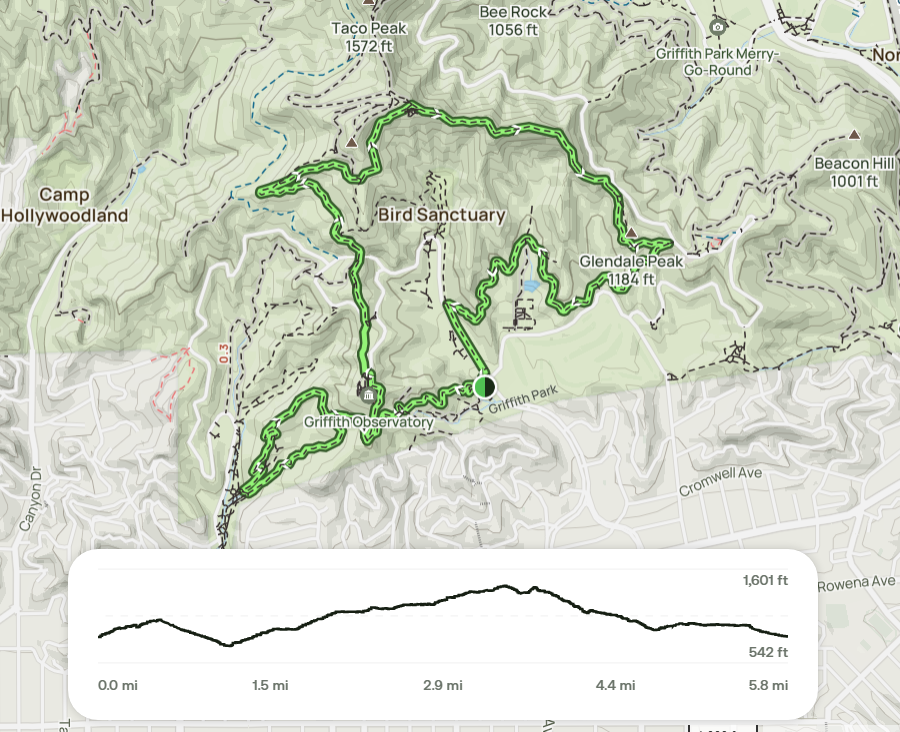 Taco Peak
1572 ft
Bee Rock
1056 ft
Griffith Park Merry-
Go-Round
Nor
Beacon Hill
1001 ft
Camp
Hollywoodland
Bird Sanctuary
Glendale Peak
1184 ft
0.3
Griffith Park
Griffith Observatory
Canyon Dr
Cromwell Ave
Rowena Ave
1,601 ft
542 ft
0.0 mi
1.5 mi
2.9 mi
4.4 mi
5.8 mi